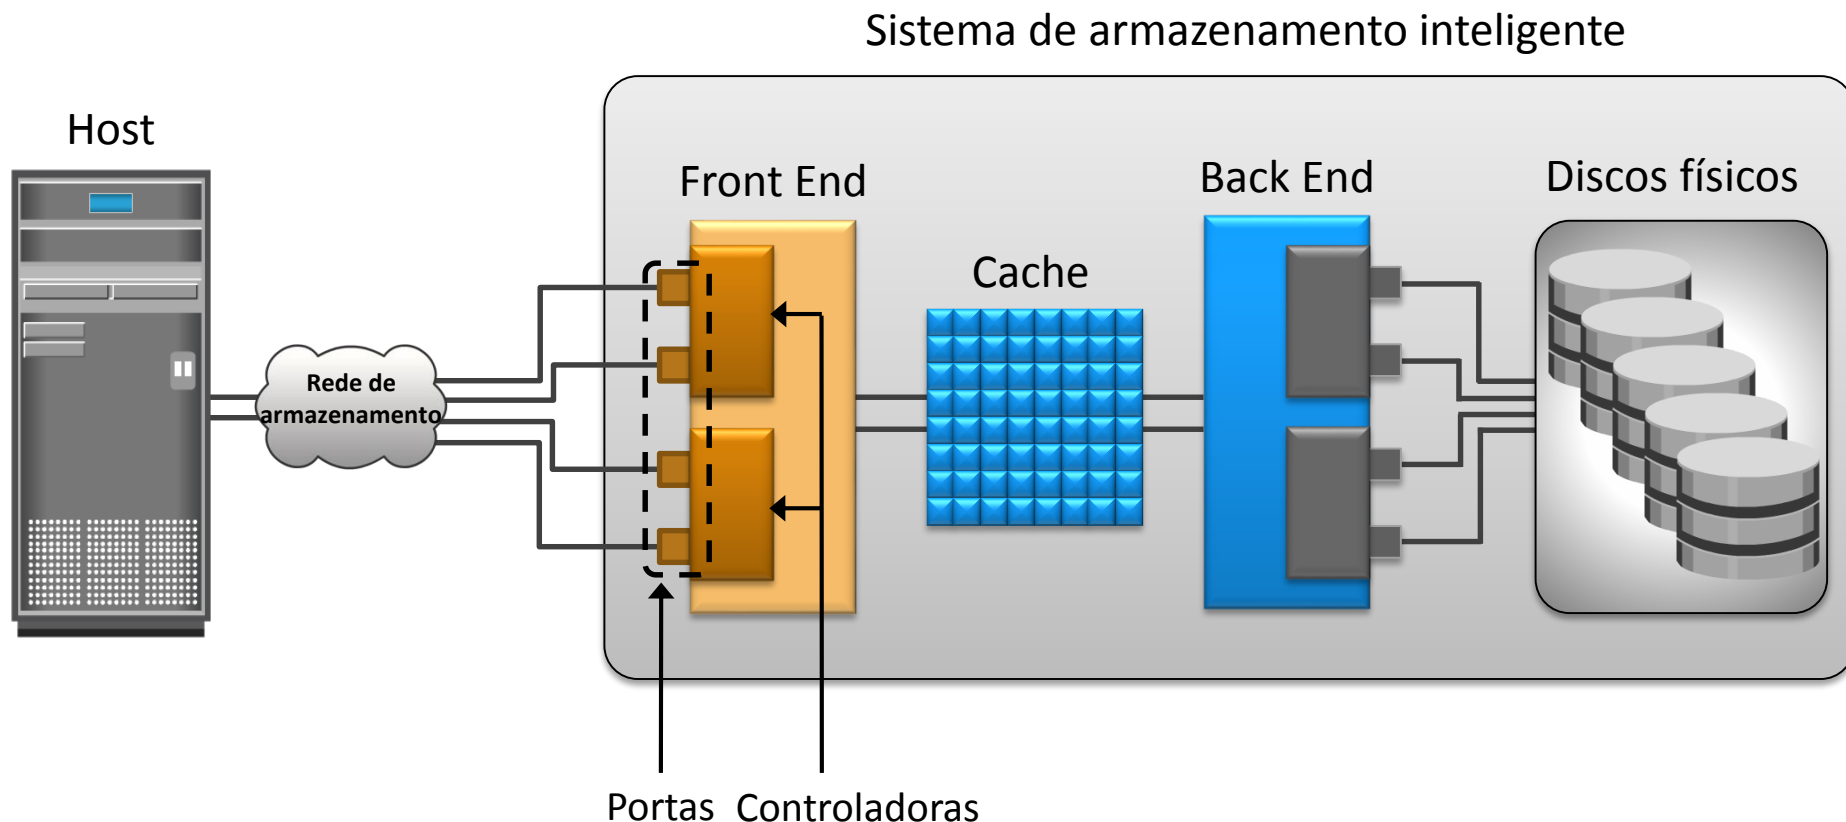 Sistema de armazenamento inteligente
Host
Front End
Back End
Discos físicos
Cache
Rede de
armazenamento
Portas
Controladoras